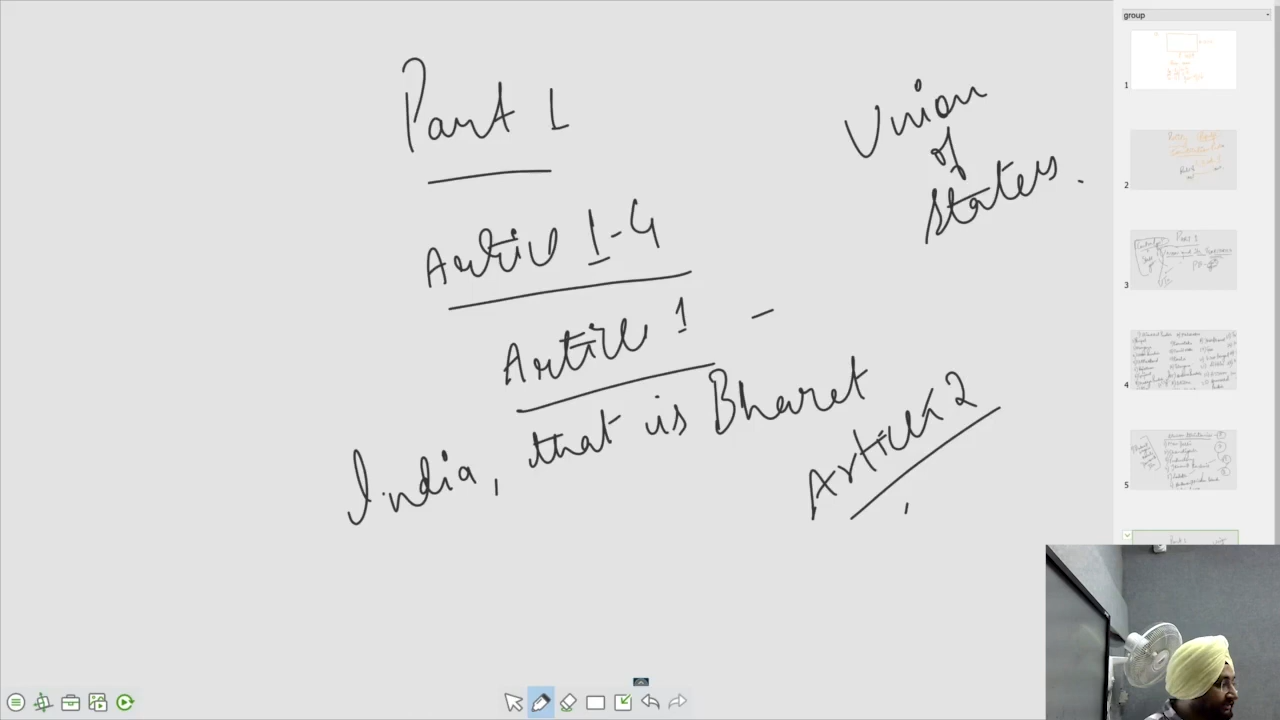 Part 1
Article 1-4
Article 1 -
India, that is Bharat
Union
of
States.
Article 2
group
1
2
3
4
5